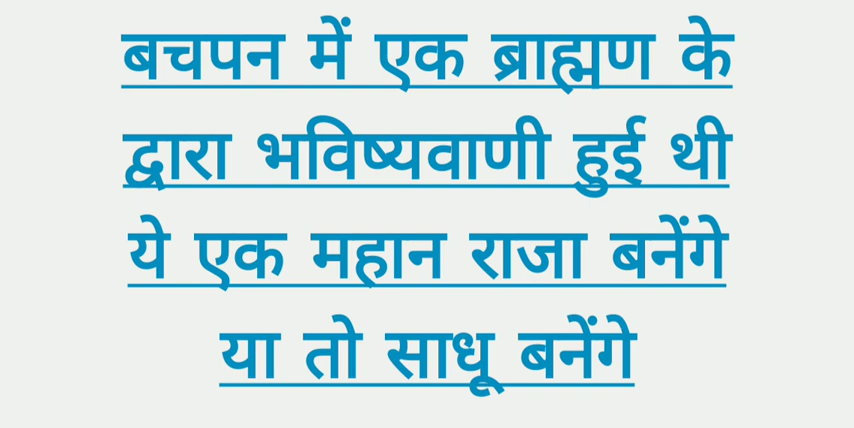 बचपन में एक ब्राह्मण के
द्वारा भविष्यवाणी हुई थी
ये एक महान राजा बनेंगे
या तो साधू बनेंगे